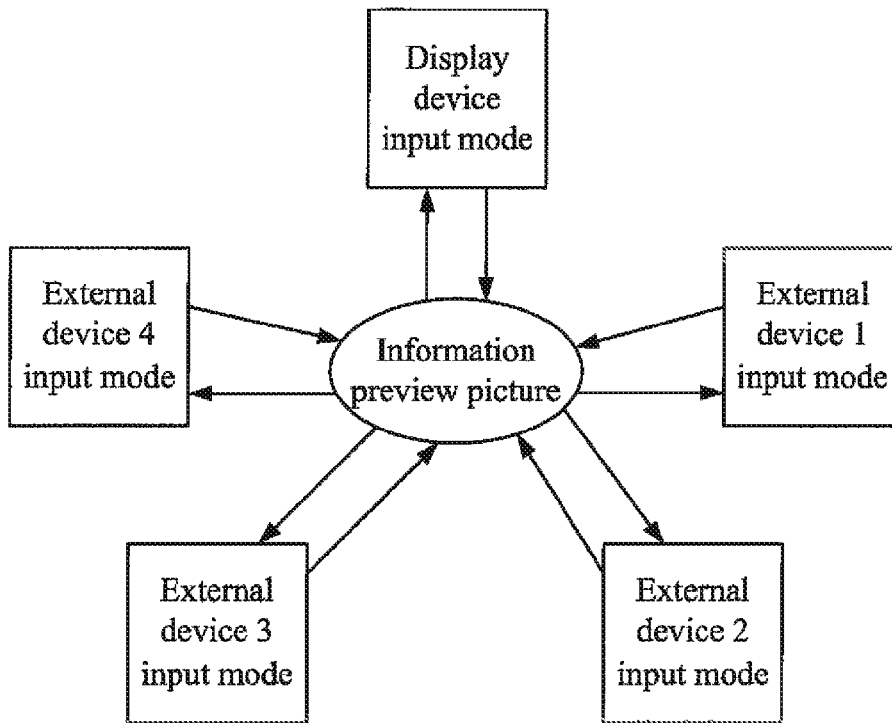 Display
device
input mode
External
device 4
input mode
Information
preview picture
External
device 1
input mode
External
device 3
input mode
External
device 2
input mode